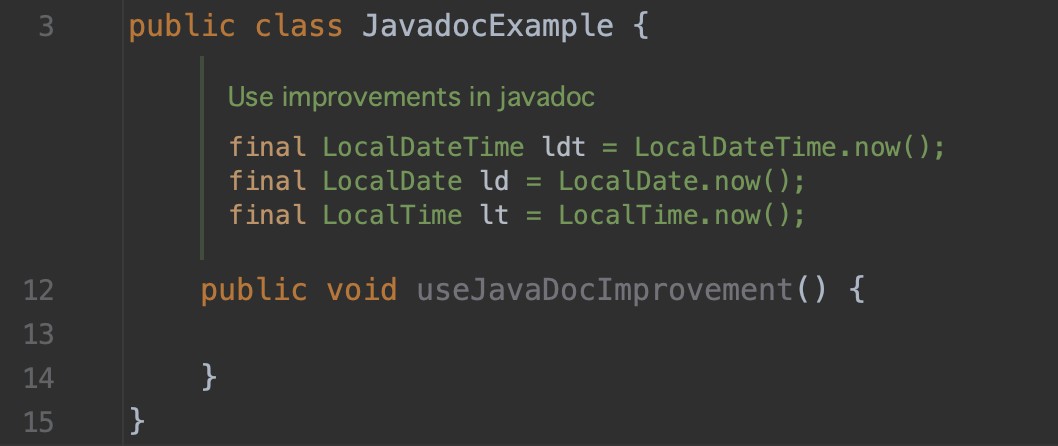 3 public class JavadocExample {
Use improvements in javadoc
final LocalDateTime ldt = LocalDateTime.now();
final LocalDate ld = LocalDate.now();
final LocalTime lt = LocalTime.now();
12 public void useJavaDocImprovement() {
13
14 }
15 }